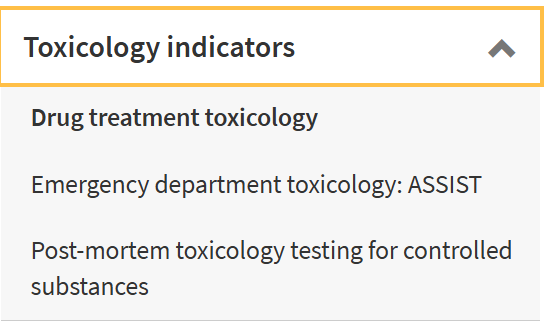 Toxicology indicators
Drug treatment toxicology
Emergency department toxicology: ASSIST
Post-mortem toxicology testing for controlled
substances